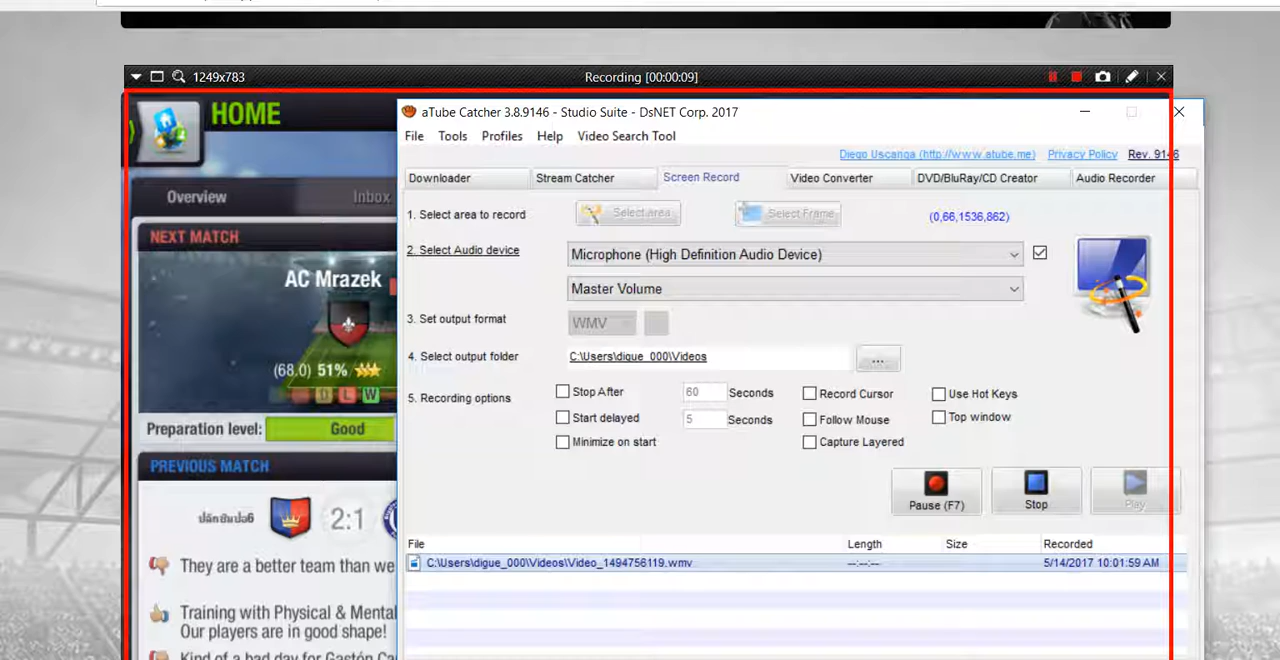 1249x783 Recording [00:00:09]
HOME
Overview Inbox
NEXT MATCH
AC Mrazek
(68.0) 51%
D L W
Preparation level: Good
PREVIOUS MATCH
2:1
They are a better team than we
Training with Physical & Mental
Our players are in good shape!
Kind of a bad day for Gastón Ca
aTube Catcher 3.8.9146 - Studio Suite - DsNET Corp. 2017
File Tools Profiles Help Video Search Tool
Diego Uscanga (http://www.atube.me) Privacy Policy Rev. 9146
Downloader Stream Catcher Screen Record Video Converter DVD/BluRay/CD Creator Audio Recorder
1. Select area to record Select area Select Frame (0,66,1536,862)
2. Select Audio device Microphone (High Definition Audio Device)
Master Volume
3. Set output format WMV
4. Select output folder C:\Users\digue_000\Videos ...
5. Recording options
Stop After 60 Seconds Record Cursor Use Hot Keys
Start delayed 5 Seconds Follow Mouse Top window
Minimize on start Capture Layered
Pause (F7) Stop Play
File Length Size Recorded
C:\Users\digue_000\Videos\Video_1494756119.wmv --:--:-- 5/14/2017 10:01:59 AM